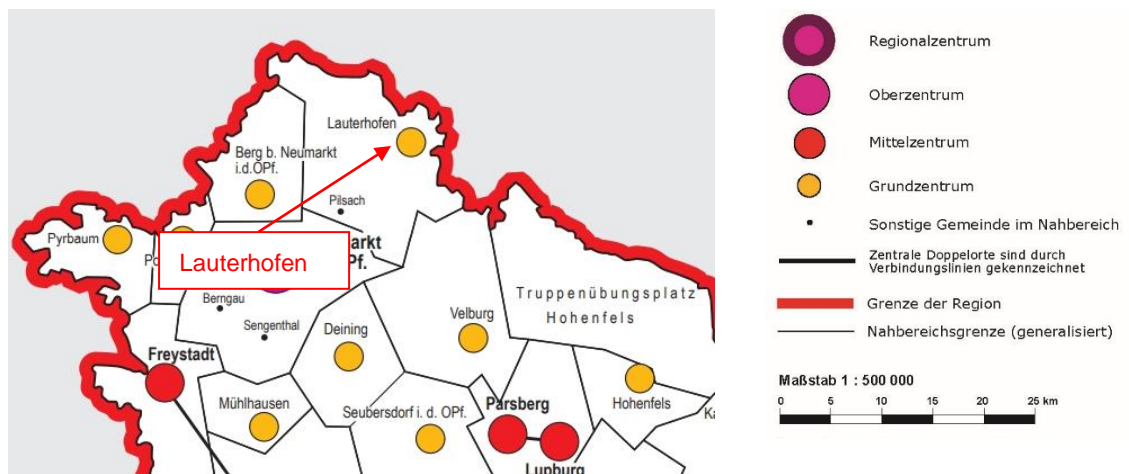 Lauterhofen
Berg b. Neumarkt
i.d.OPf.
Pilsach
Pyrbaum
Lauterhofen
Berngau
Sengenthal
Truppenübungsplatz
Hohenfels
Velburg
Deining
Freystadt
Mühlhausen
Seubersdorf i. d. OPf.
Parsberg
Hohenfels
Lupburg
Regionalzentrum
Oberzentrum
Mittelzentrum
Grundzentrum
Sonstige Gemeinde im Nahbereich
Zentrale Doppelorte sind durch
Verbindungslinien gekennzeichnet
Grenze der Region
Nahbereichsgrenze (generalisiert)
Maßstab 1 : 500 000
0 5 10 15 20 25 km